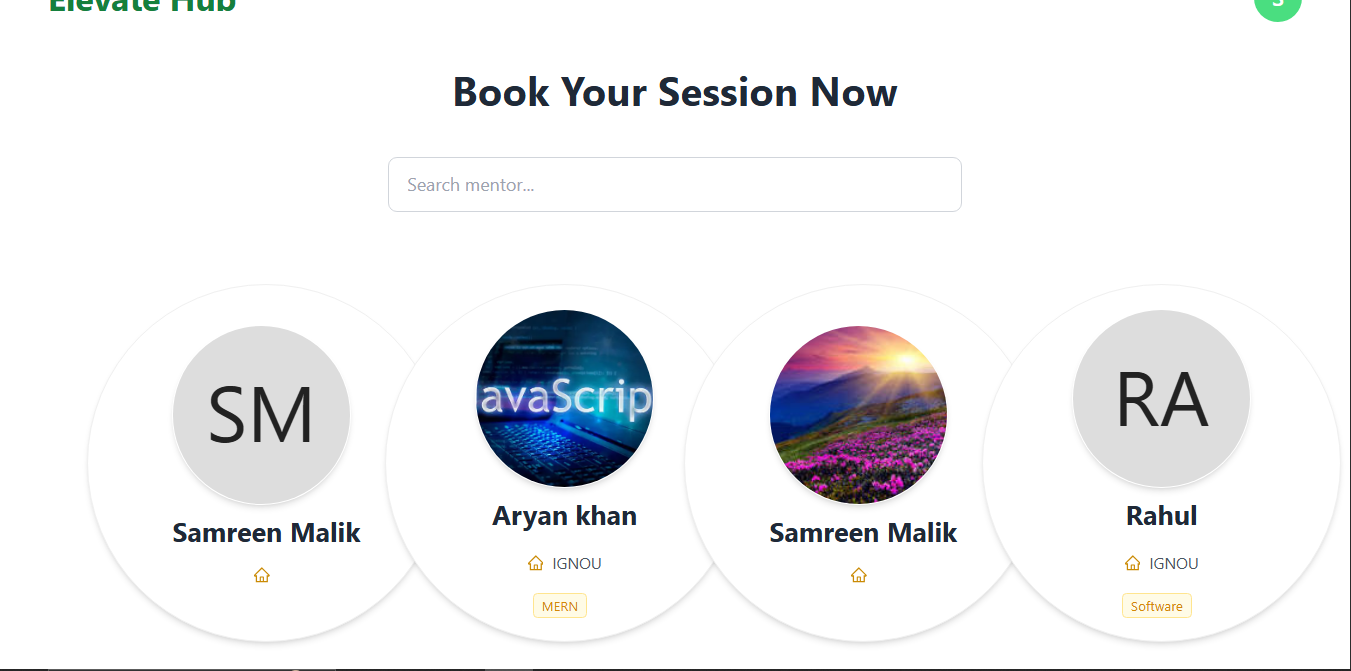 Elevate Hub
S
Book Your Session Now
Search mentor...
SM
avaScrip
RA
Samreen Malik
Aryan khan
IGNOU
MERN
Samreen Malik
Rahul
IGNOU
Software